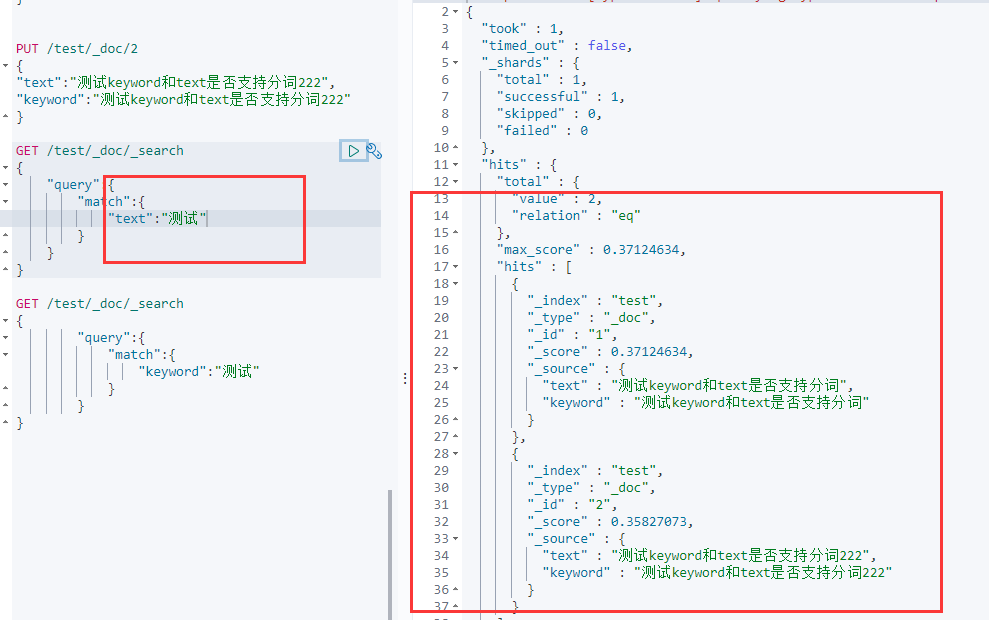 PUT /test/_doc/2
{
"text":"测试keyword和text是否支持分词222",
"keyword":"测试keyword和text是否支持分词222"
}
GET /test/_doc/_search
{
"query":{
"match":{
"text":"测试"
}
}
}
GET /test/_doc/_search
{
"query":{
"match":{
"keyword":"测试"
}
}
}
2 {
3 "took" : 1,
4 "timed_out" : false,
5 "_shards" : {
6 "total" : 1,
7 "successful" : 1,
8 "skipped" : 0,
9 "failed" : 0
10 },
11 "hits" : {
12 "total" : {
13 "value" : 2,
14 "relation" : "eq"
15 },
16 "max_score" : 0.37124634,
17 "hits" : [
18 {
19 "_index" : "test",
20 "_type" : "_doc",
21 "_id" : "1",
22 "_score" : 0.37124634,
23 "_source" : {
24 "text" : "测试keyword和text是否支持分词",
25 "keyword" : "测试keyword和text是否支持分词"
26 }
27 },
28 {
29 "_index" : "test",
30 "_type" : "_doc",
31 "_id" : "2",
32 "_score" : 0.35827073,
33 "_source" : {
34 "text" : "测试keyword和text是否支持分词222",
35 "keyword" : "测试keyword和text是否支持分词222"
36 }
37 }